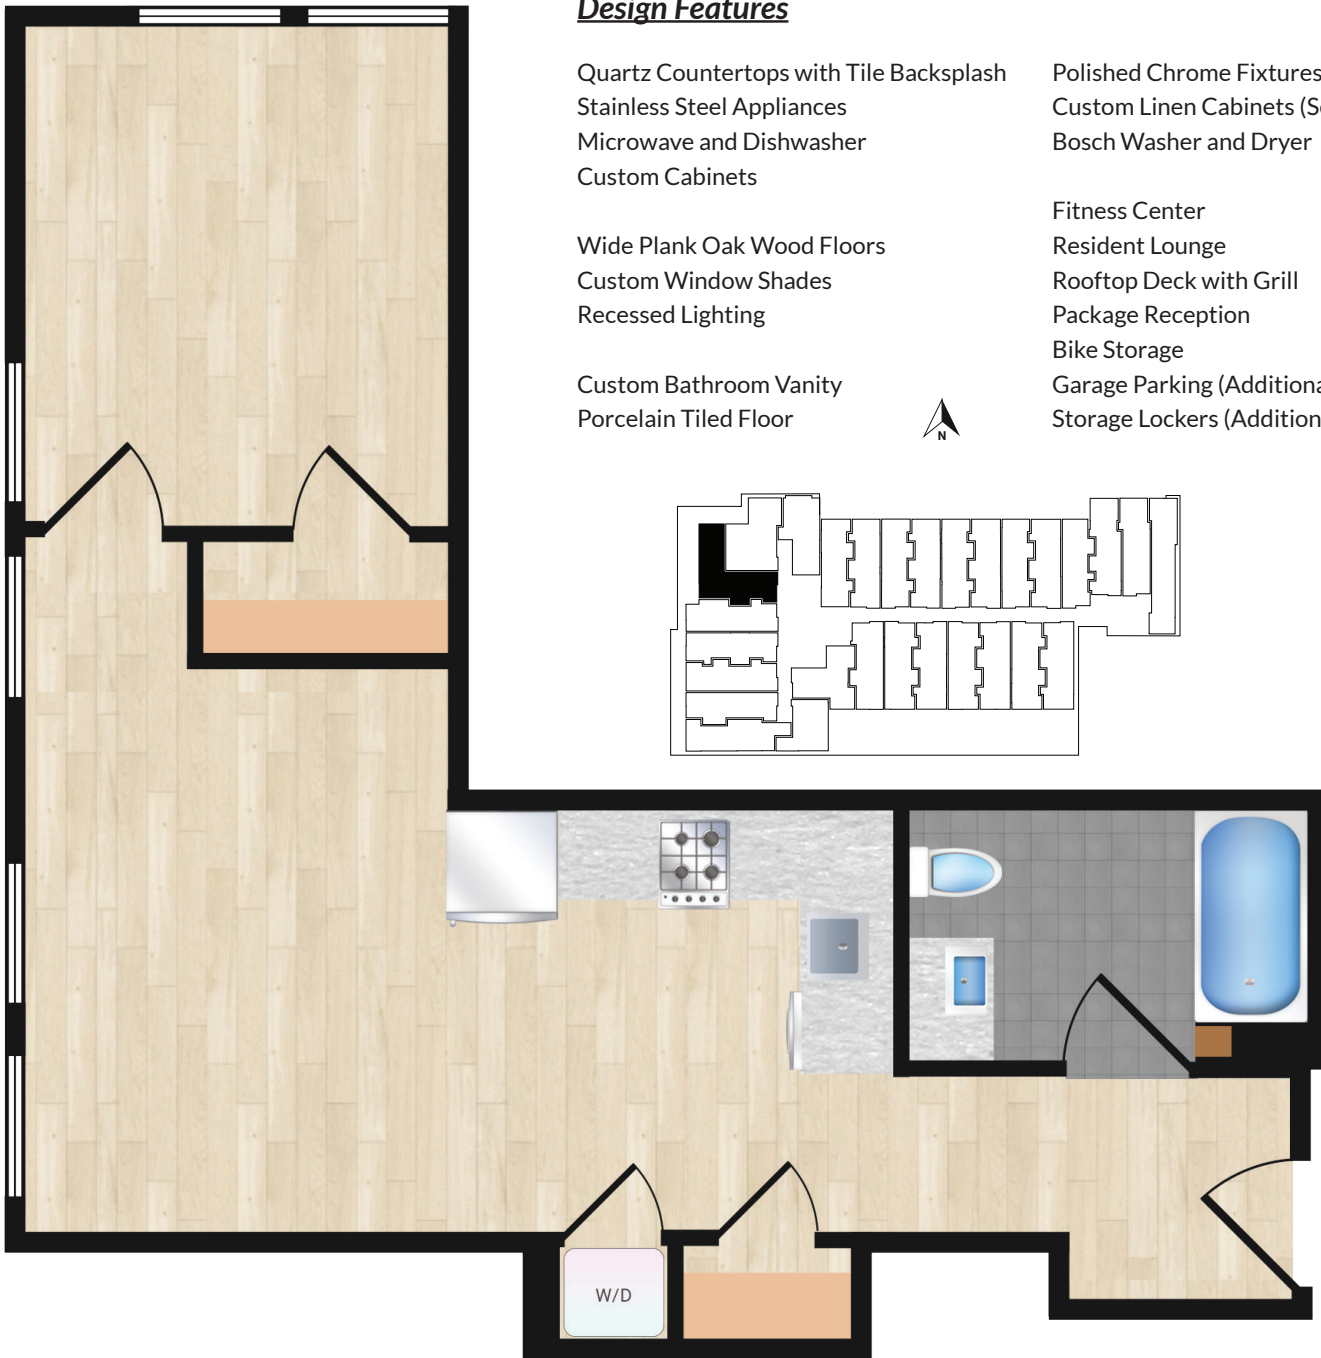 Design Features
Quartz Countertops with Tile Backsplash
Stainless Steel Appliances
Microwave and Dishwasher
Custom Cabinets
Wide Plank Oak Wood Floors
Custom Window Shades
Recessed Lighting
Custom Bathroom Vanity
Porcelain Tiled Floor
Polished Chrome Fixtures
Custom Linen Cabinets
Bosch Washer and Dryer
Fitness Center
Resident Lounge
Rooftop Deck with Grill
Package Reception
Bike Storage
Garage Parking
Storage Lockers
N
W/D